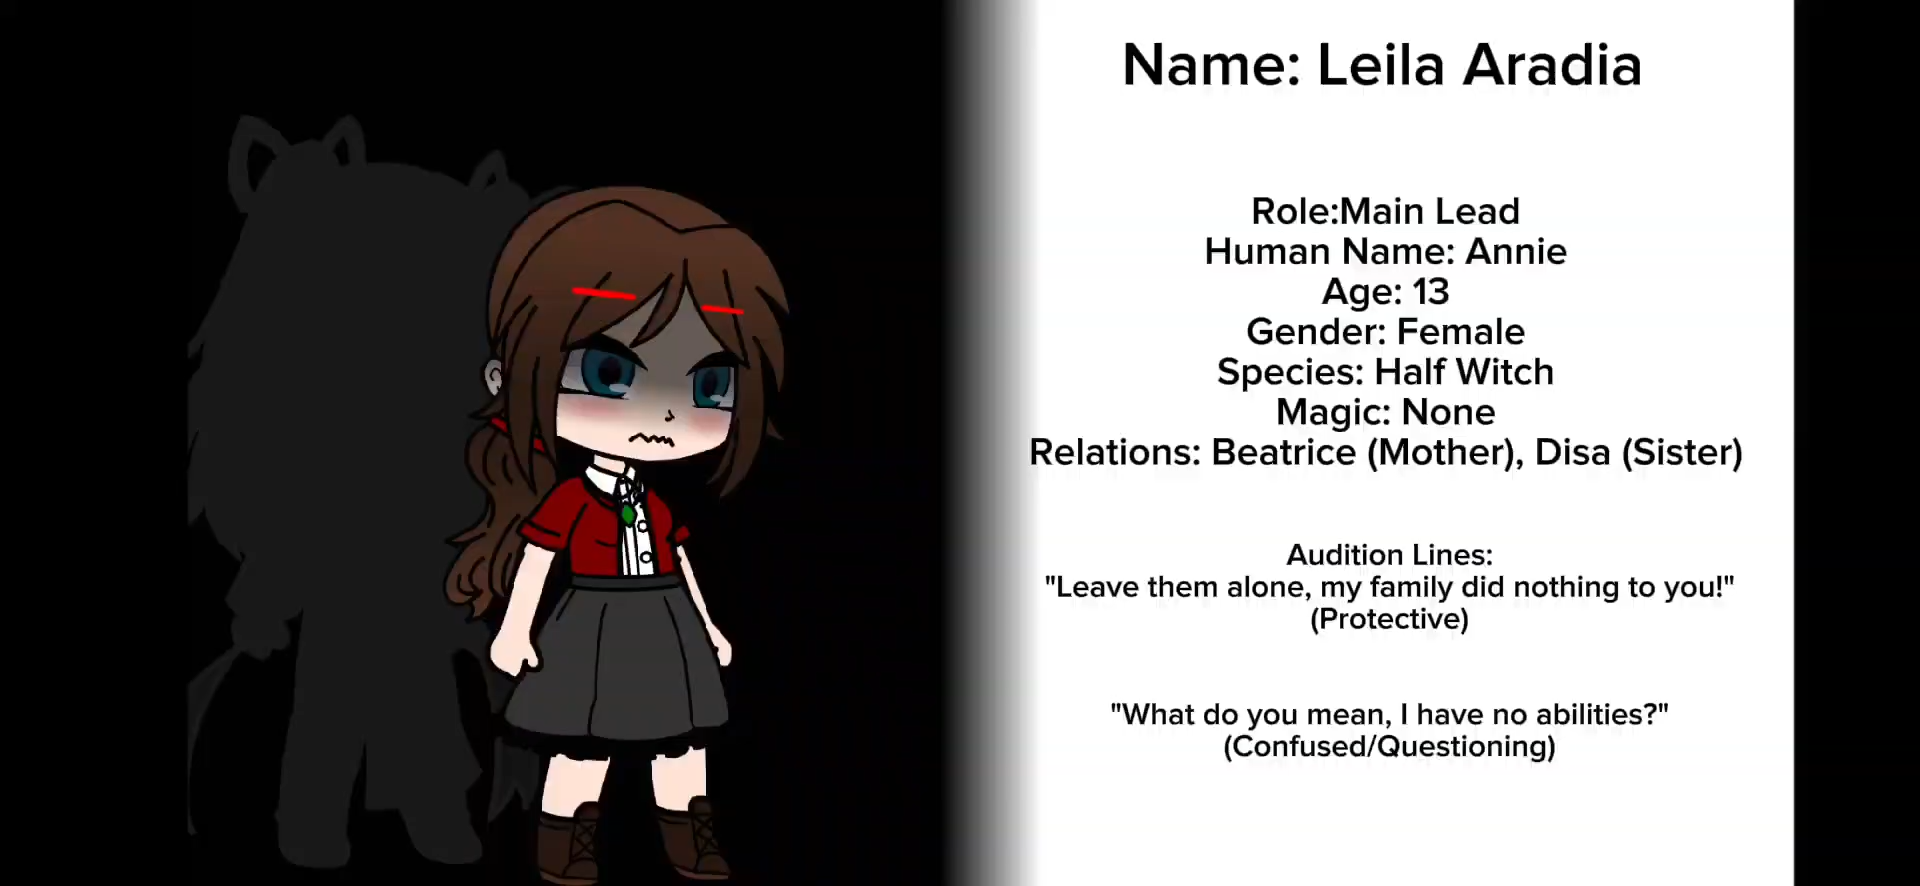 Name: Leila Aradia
Role:Main Lead
Human Name: Annie
Age: 13
Gender: Female
Species: Half Witch
Magic: None
Relations: Beatrice (Mother), Disa (Sister)
Audition Lines:
"Leave them alone, my family did nothing to you!"
(Protective)
"What do you mean, I have no abilities?"
(Confused/Questioning)